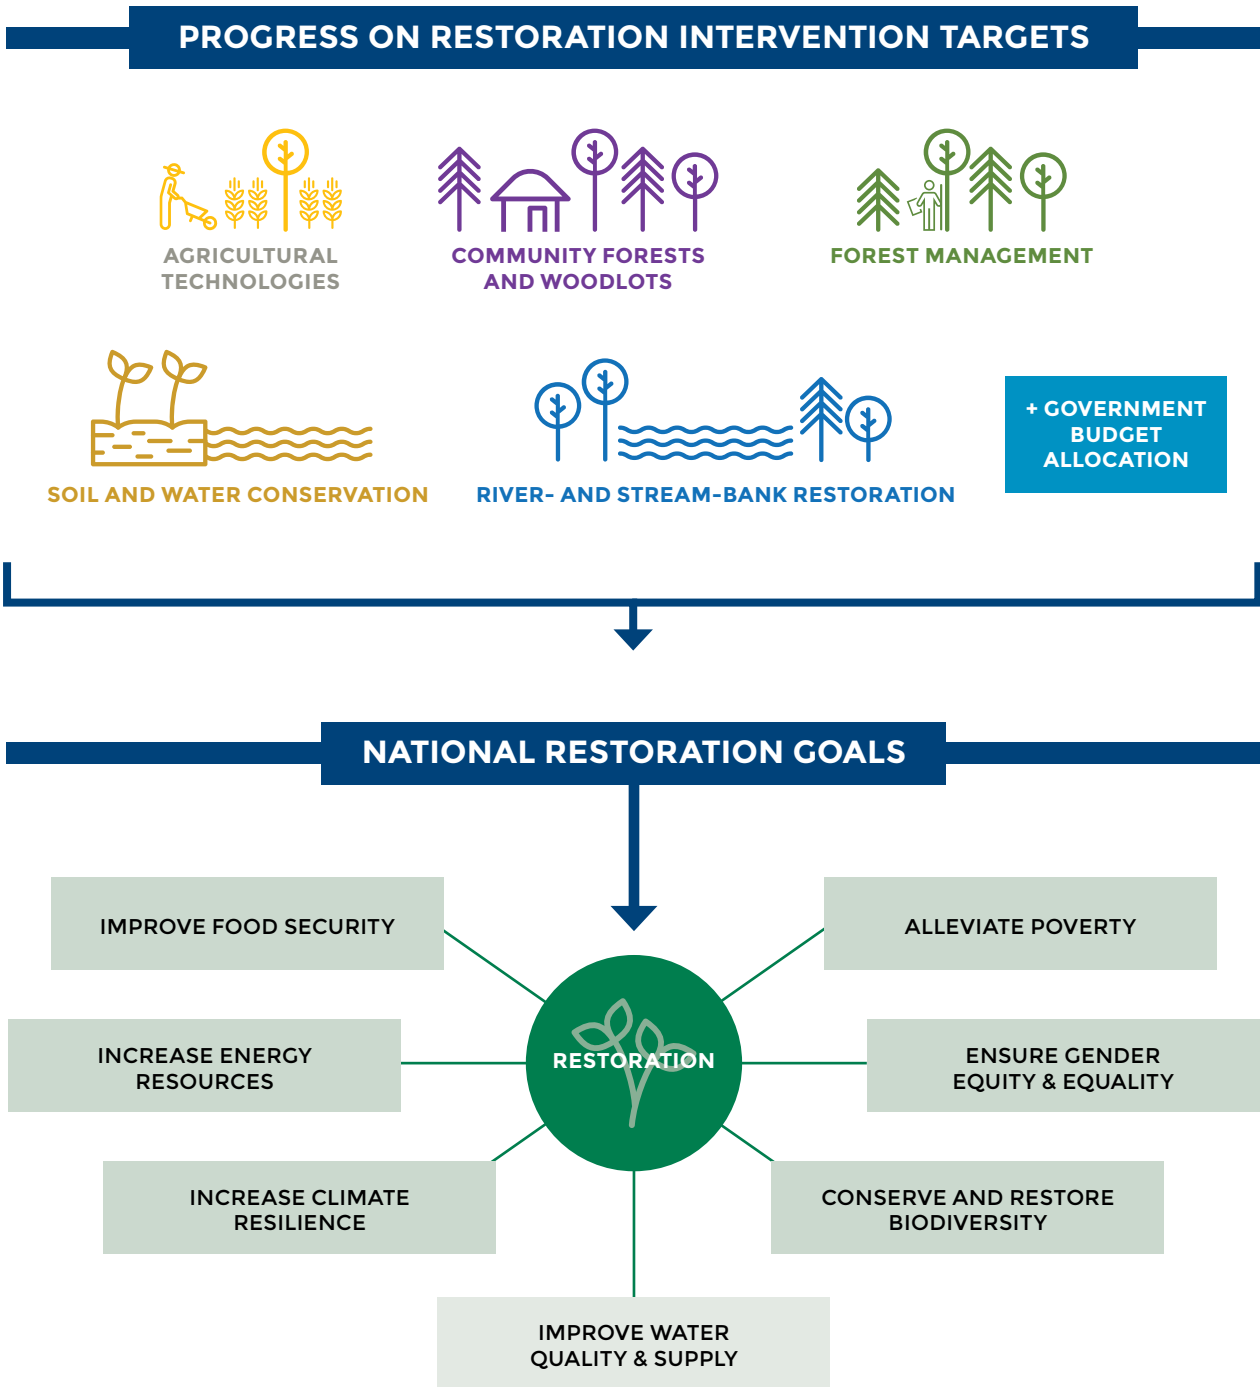 PROGRESS ON RESTORATION INTERVENTION TARGETS
AGRICULTURAL
TECHNOLOGIES
COMMUNITY FORESTS
AND WOODLOTS
FOREST MANAGEMENT
SOIL AND WATER CONSERVATION
RIVER- AND STREAM-BANK RESTORATION
+ GOVERNMENT
BUDGET
ALLOCATION
NATIONAL RESTORATION GOALS
IMPROVE FOOD SECURITY
ALLEVIATE POVERTY
INCREASE ENERGY
RESOURCES
RESTORATION
ENSURE GENDER
EQUITY & EQUALITY
INCREASE CLIMATE
RESILIENCE
CONSERVE AND RESTORE
BIODIVERSITY
IMPROVE WATER
QUALITY & SUPPLY